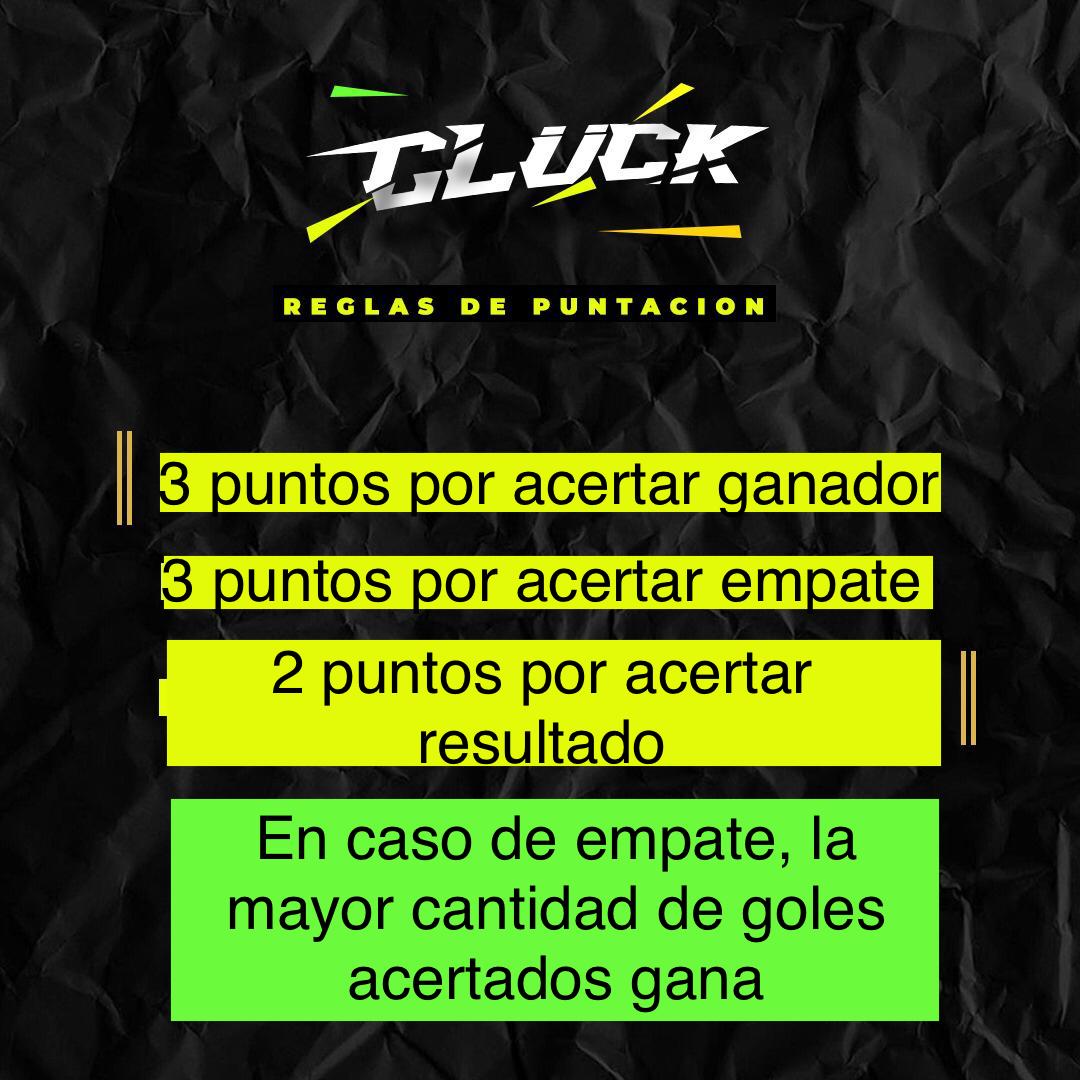 CLUCK
REGLAS DE PUNTACION
3 puntos por acertar ganador
3 puntos por acertar empate
2 puntos por acertar
resultado
En caso de empate, la
mayor cantidad de goles
acertados gana